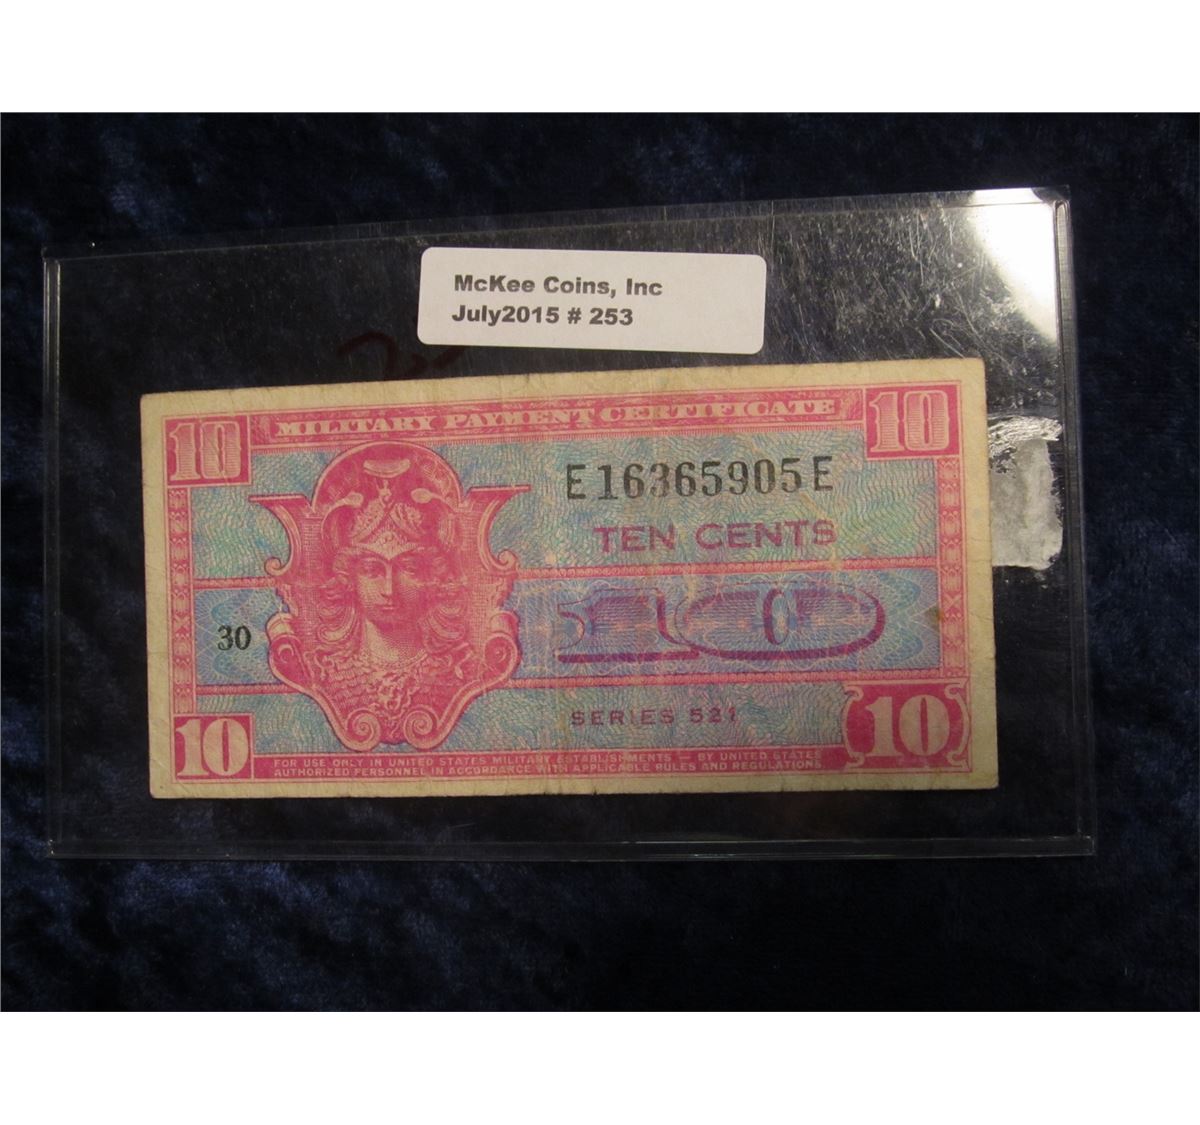 McKee Coins, Inc
July2015 # 253
10 MILITARY PAYMENT CERTIFICATE 10
E16365905E
TEN CENTS
10
30
SERIES 521
10 10
FOR USE ONLY IN UNITED STATES MILITARY ESTABLISHMENTS — BY UNITED STATES
AUTHORIZED PERSONNEL IN ACCORDANCE WITH APPLICABLE RULES AND REGULATIONS